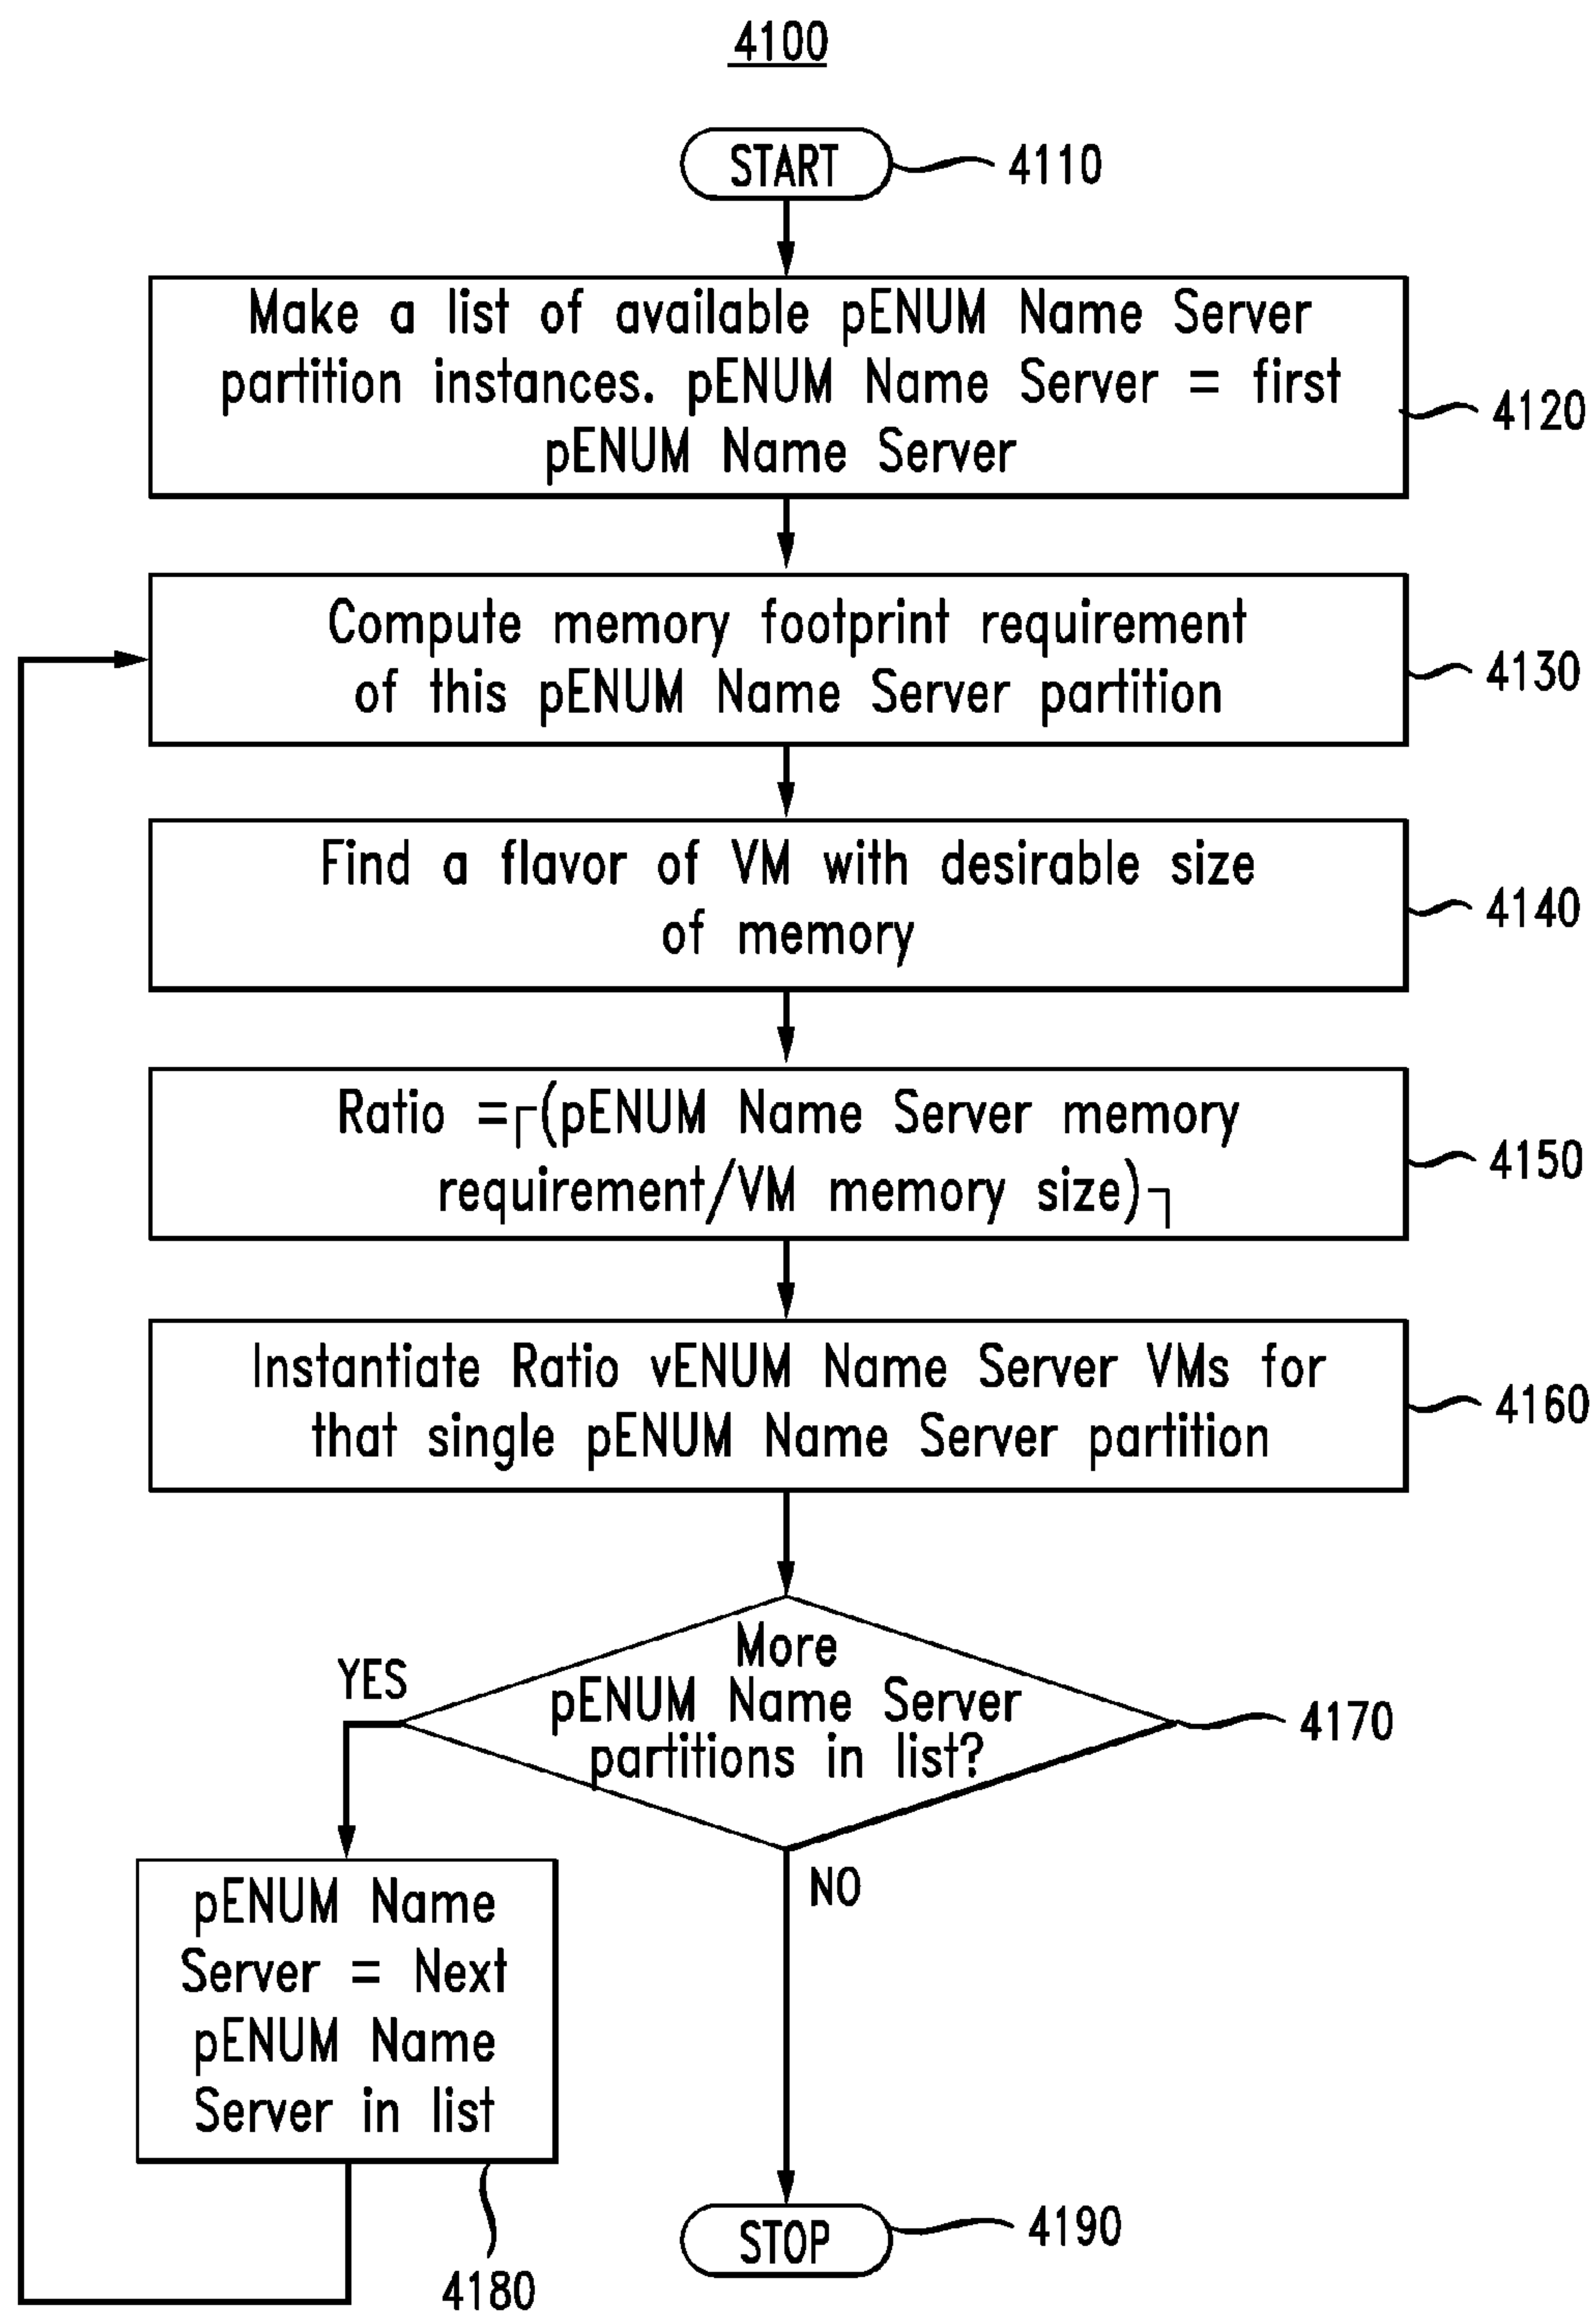 4100
START
4110
Make a list of available pENUM Name Server
partition instances. pENUM Name Server = first
pENUM Name Server
4120
Compute memory footprint requirement
of this pENUM Name Server partition
4130
Find a flavor of VM with desirable size
of memory
4140
Ratio =┌(pENUM Name Server memory
requirement/VM memory size)┐
4150
Instantiate Ratio vENUM Name Server VMs for
that single pENUM Name Server partition
4160
More
pENUM Name Server
partitions in list?
4170
YES
NO
pENUM Name
Server = Next
pENUM Name
Server in list
4180
STOP
4190